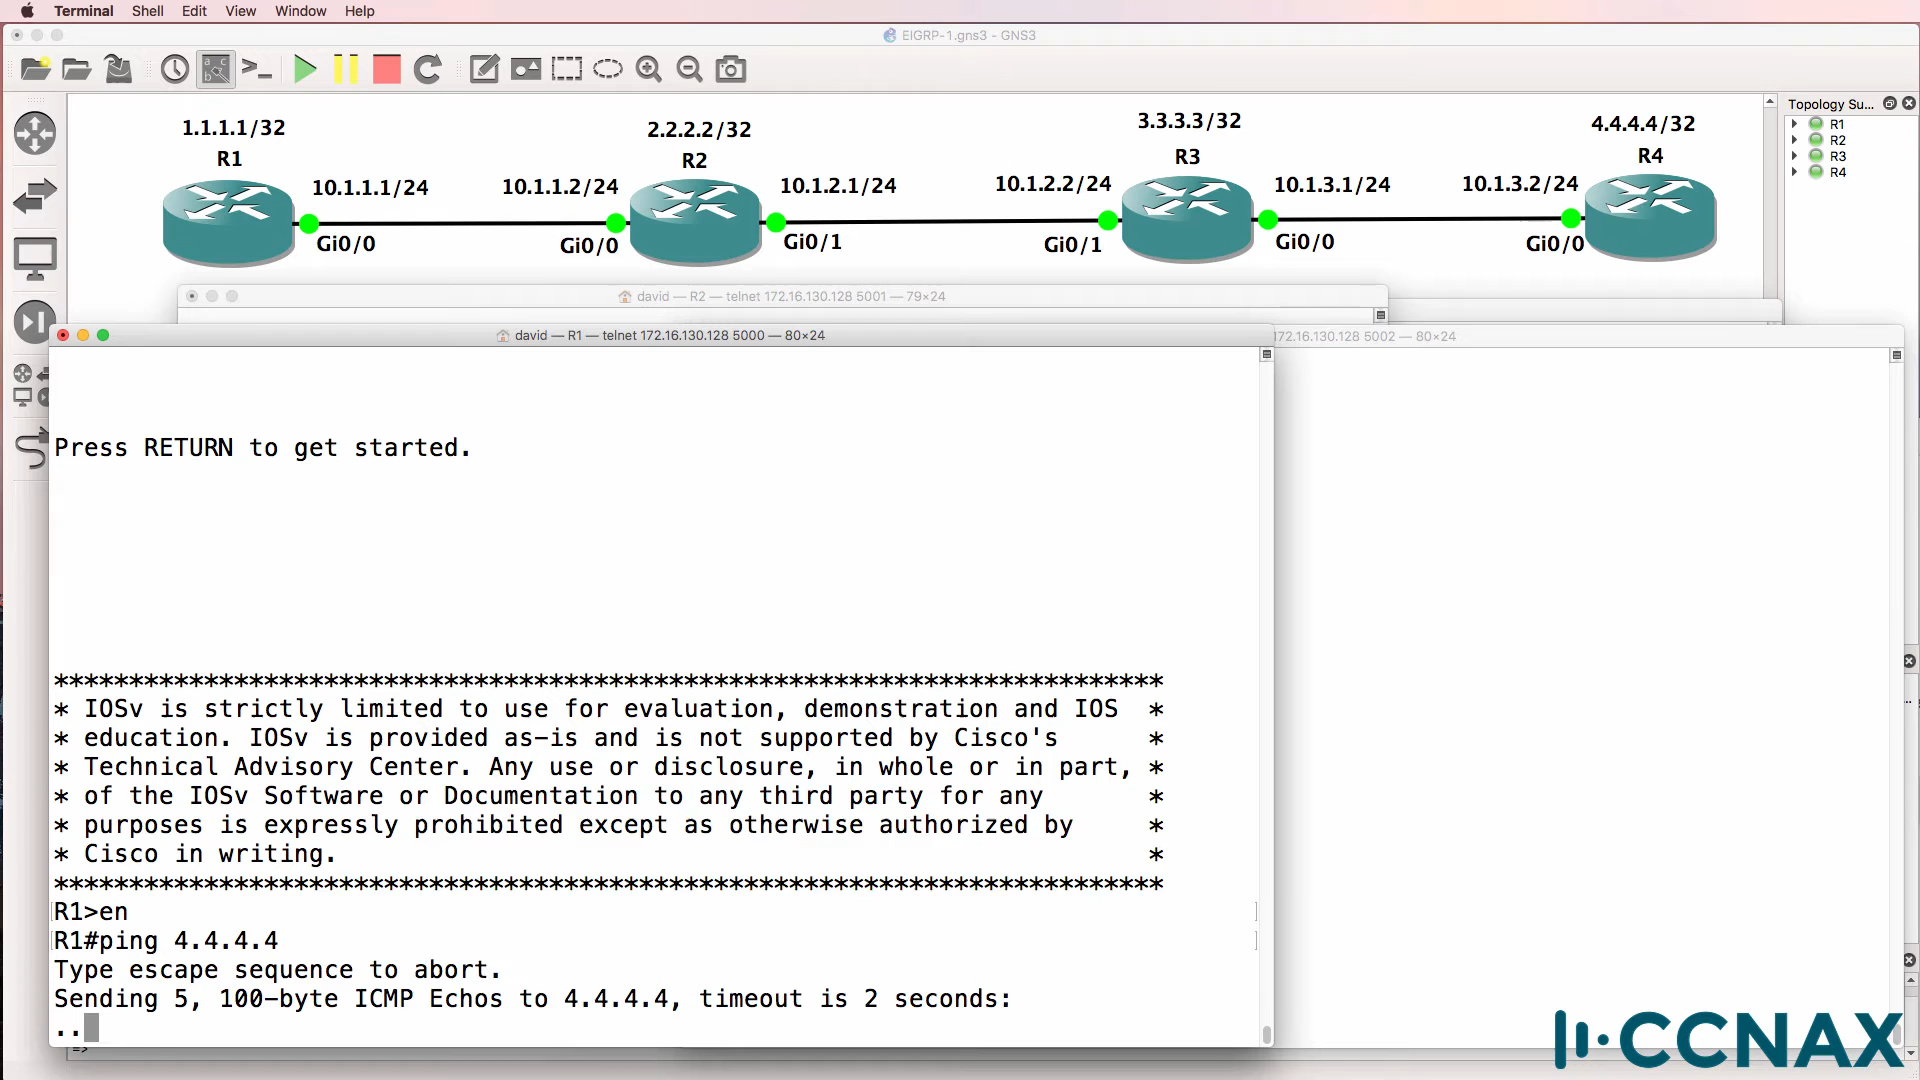 Terminal Shell Edit View Window Help
EIGRP-1.gns3 - GNS3
Topology Su...
R1
R2
R3
R4
1.1.1.1/32
R1
10.1.1.1/24
Gi0/0
2.2.2.2/32
R2
10.1.1.2/24
Gi0/0
10.1.2.1/24
Gi0/1
3.3.3.3/32
R3
10.1.2.2/24
Gi0/1
10.1.3.1/24
Gi0/0
4.4.4.4/32
R4
10.1.3.2/24
Gi0/0
david — R2 — telnet 172.16.130.128 5001 — 79×24
david — R1 — telnet 172.16.130.128 5000 — 80×24
172.16.130.128 5002 — 80×24
Press RETURN to get started.
**************************************************************************
* IOSv is strictly limited to use for evaluation, demonstration and IOS  *
* education. IOSv is provided as-is and is not supported by Cisco's      *
* Technical Advisory Center. Any use or disclosure, in whole or in part, *
* of the IOSv Software or Documentation to any third party for any       *
* purposes is expressly prohibited except as otherwise authorized by     *
* Cisco in writing.                                                      *
**************************************************************************
R1>en
R1#ping 4.4.4.4
Type escape sequence to abort.
Sending 5, 100-byte ICMP Echos to 4.4.4.4, timeout is 2 seconds:
..
=>
CCNAX